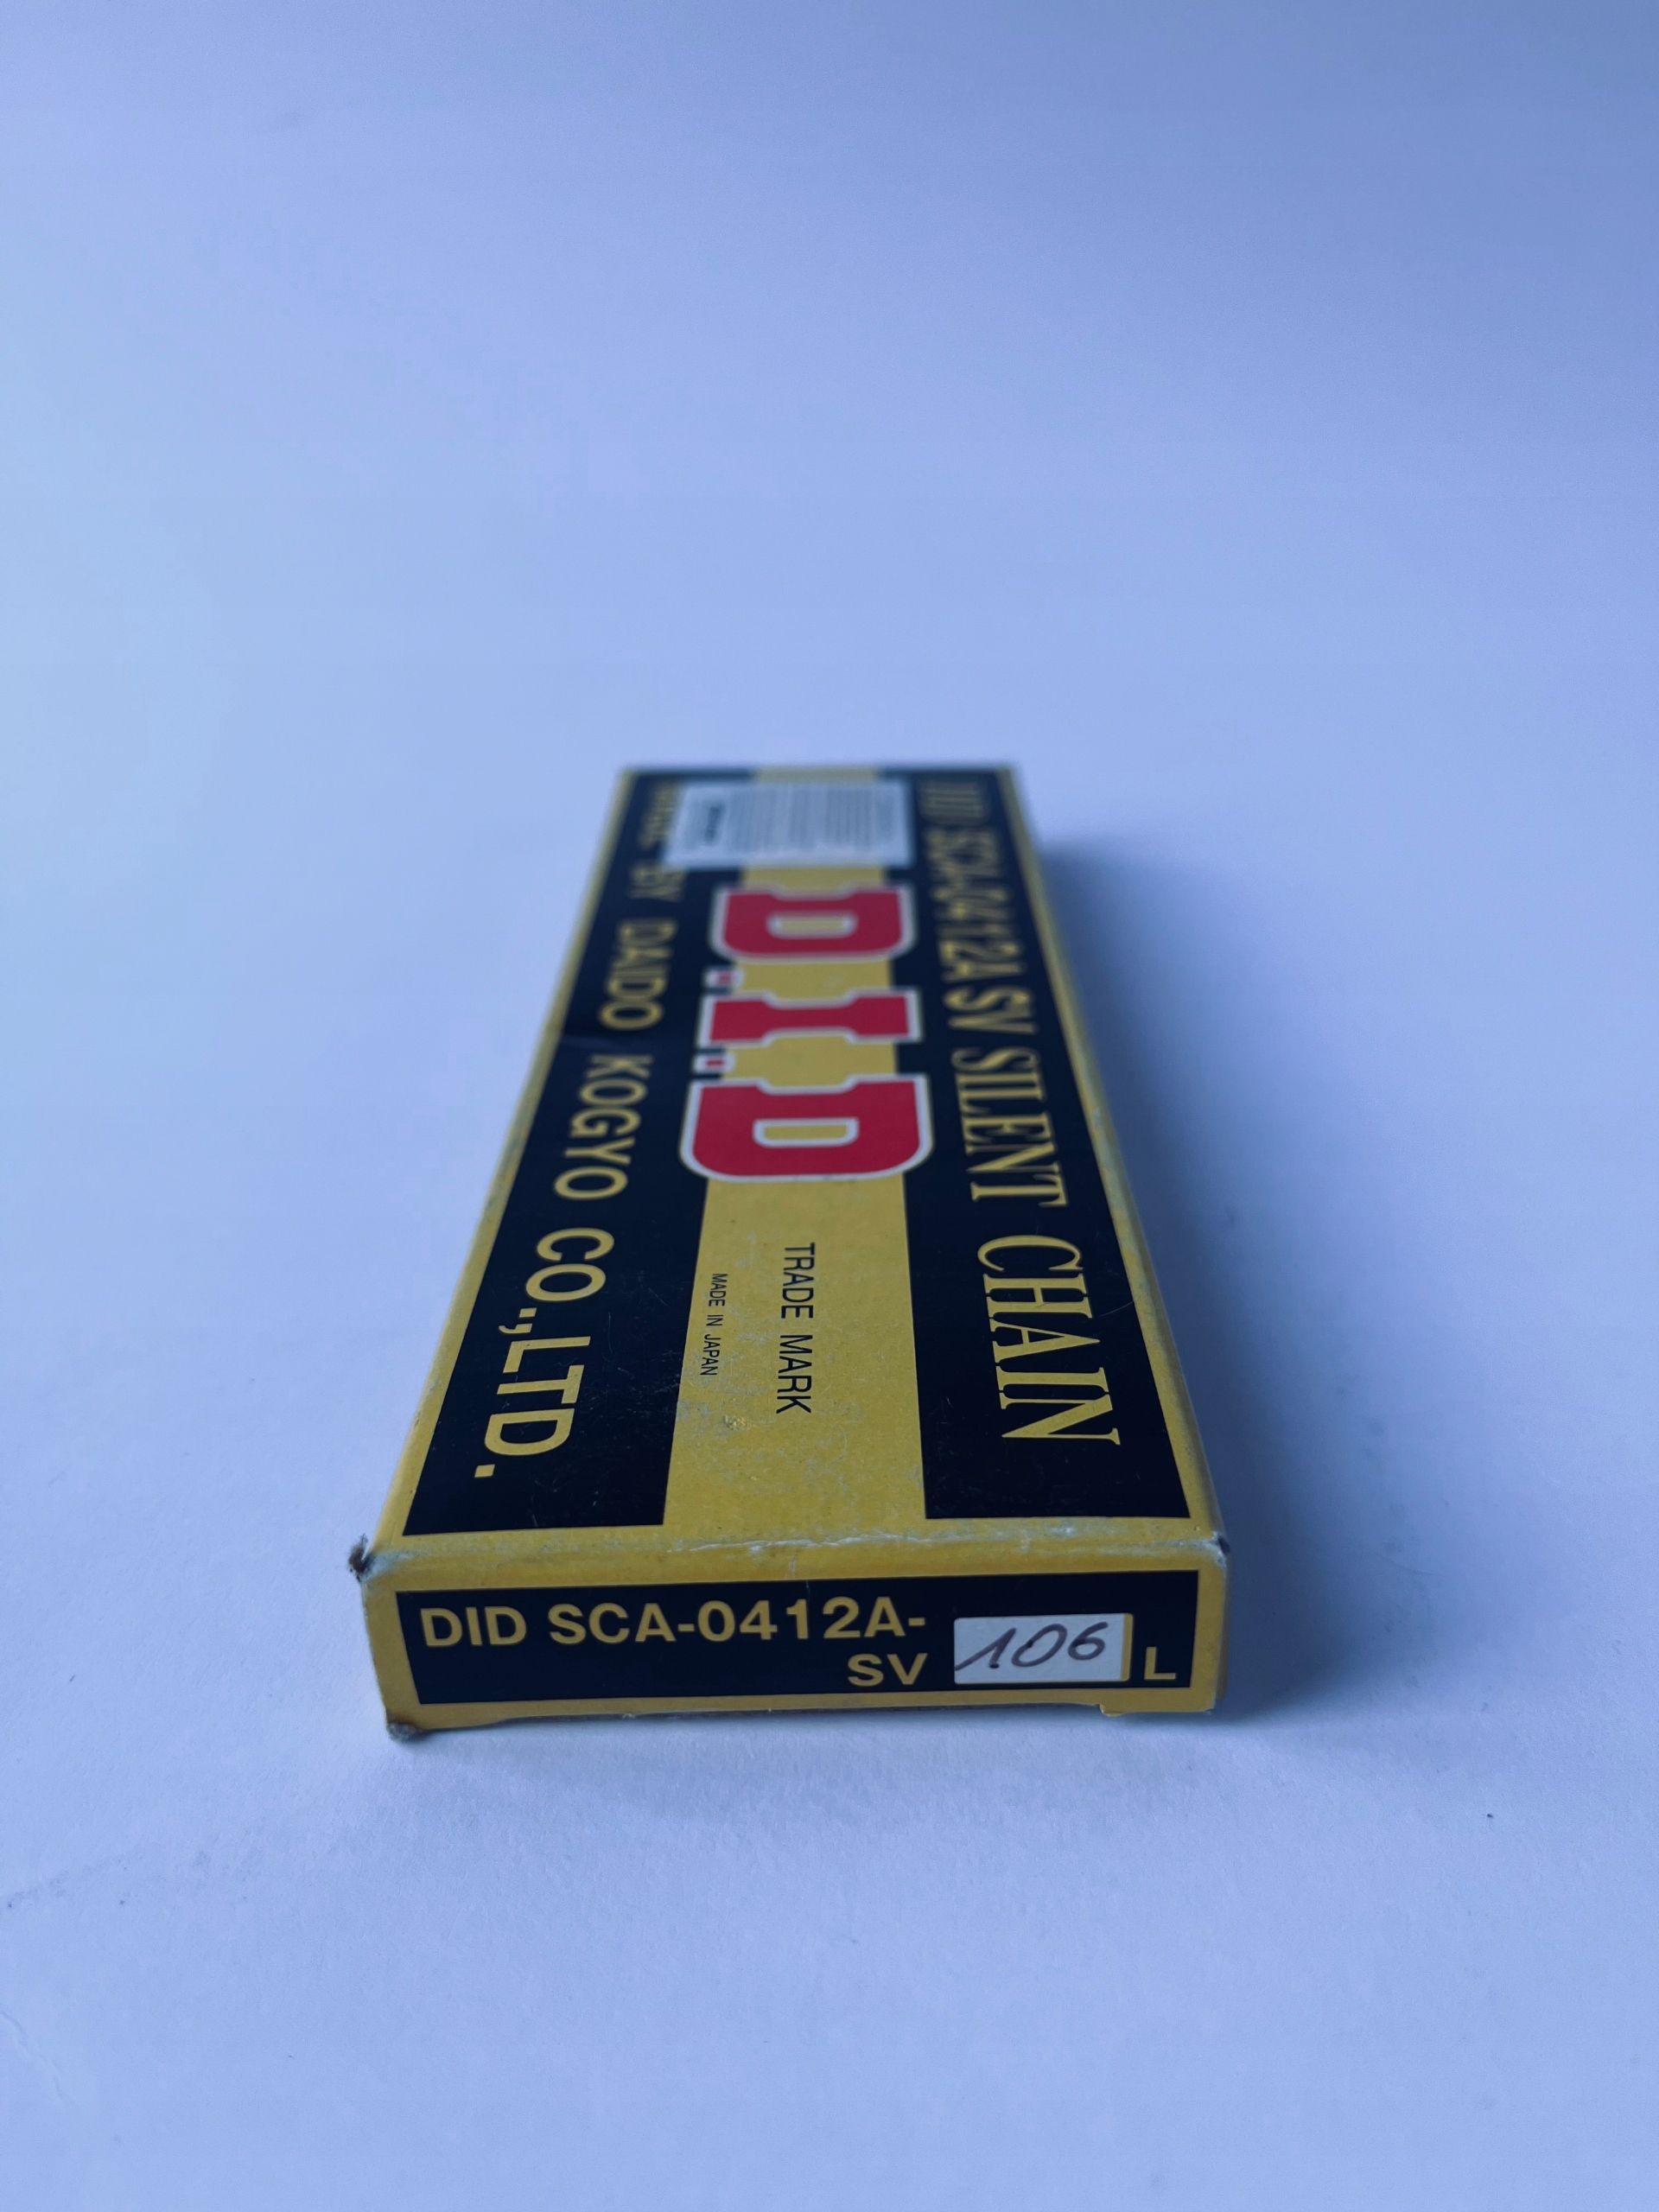 DID SCA-0412A SV SILENT CHAIN
D.I.D
TRADE MARK
MADE IN JAPAN
BY DAIDO KOGYO CO.,LTD.
DID SCA-0412A-
SV 106 L